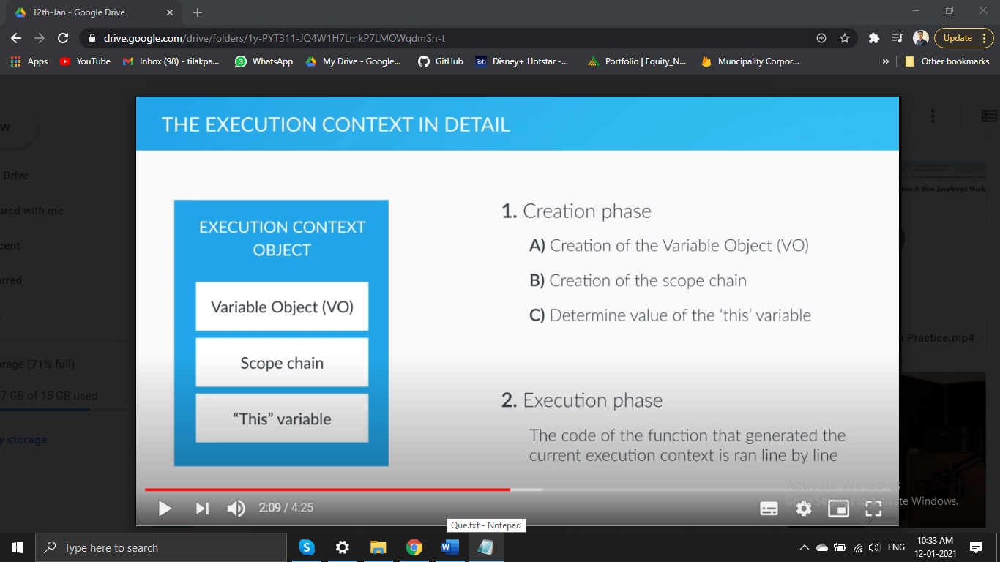 12th-Jan - Google Drive
drive.google.com/drive/folders/1y-PYT311-JQ4W1H7LmkP7LMOWqdmSn-t
Update
Apps YouTube Inbox (98) - tilakpa... WhatsApp My Drive - Google... GitHub Disney+ Hotstar -... Portfolio | Equity_N... Muncipality Corpor... » Other bookmarks
THE EXECUTION CONTEXT IN DETAIL
Drive
ared with me
cent
arred
rage (71% full)
7 GB of 15 GB used
y storage
EXECUTION CONTEXT
OBJECT
Variable Object (VO)
Scope chain
“This” variable
1. Creation phase
A) Creation of the Variable Object (VO)
B) Creation of the scope chain
C) Determine value of the ‘this’ variable
2. Execution phase
The code of the function that generated the
current execution context is ran line by line
tion 3: How JavaScript Work
Practice.mp4
Activate Windows
Go to Settings to activate Windows.
2:09 / 4:25
Que.txt - Notepad
Type here to search
ENG
10:33 AM
12-01-2021